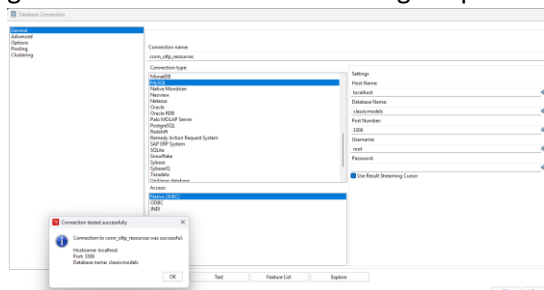 Database Connection
General
Advanced
Options
Pooling
Clustering
Connection name
conn_oltp_resources
Connection type:
MonetDB
MySQL
Native Mondrian
Neoview
Netezza
Oracle
Oracle RDB
Palo MOLAP Server
PostgreSQL
Redshift
Remedy Action Request System
SAP ERP System
SQLite
Snowflake
Sybase
SybaseIQ
Teradata
UniVerse database
Access
Native (JDBC)
ODBC
JNDI
Settings
Host Name:
localhost
Database Name:
classicmodels
Port Number:
3306
Username:
root
Password:
Use Result Streaming Cursor
Connection tested successfully
Connection to conn_oltp_resources was successful.
Hostname: localhost
Port: 3306
Database name: classicmodels
OK
Test
Feature List
Explore